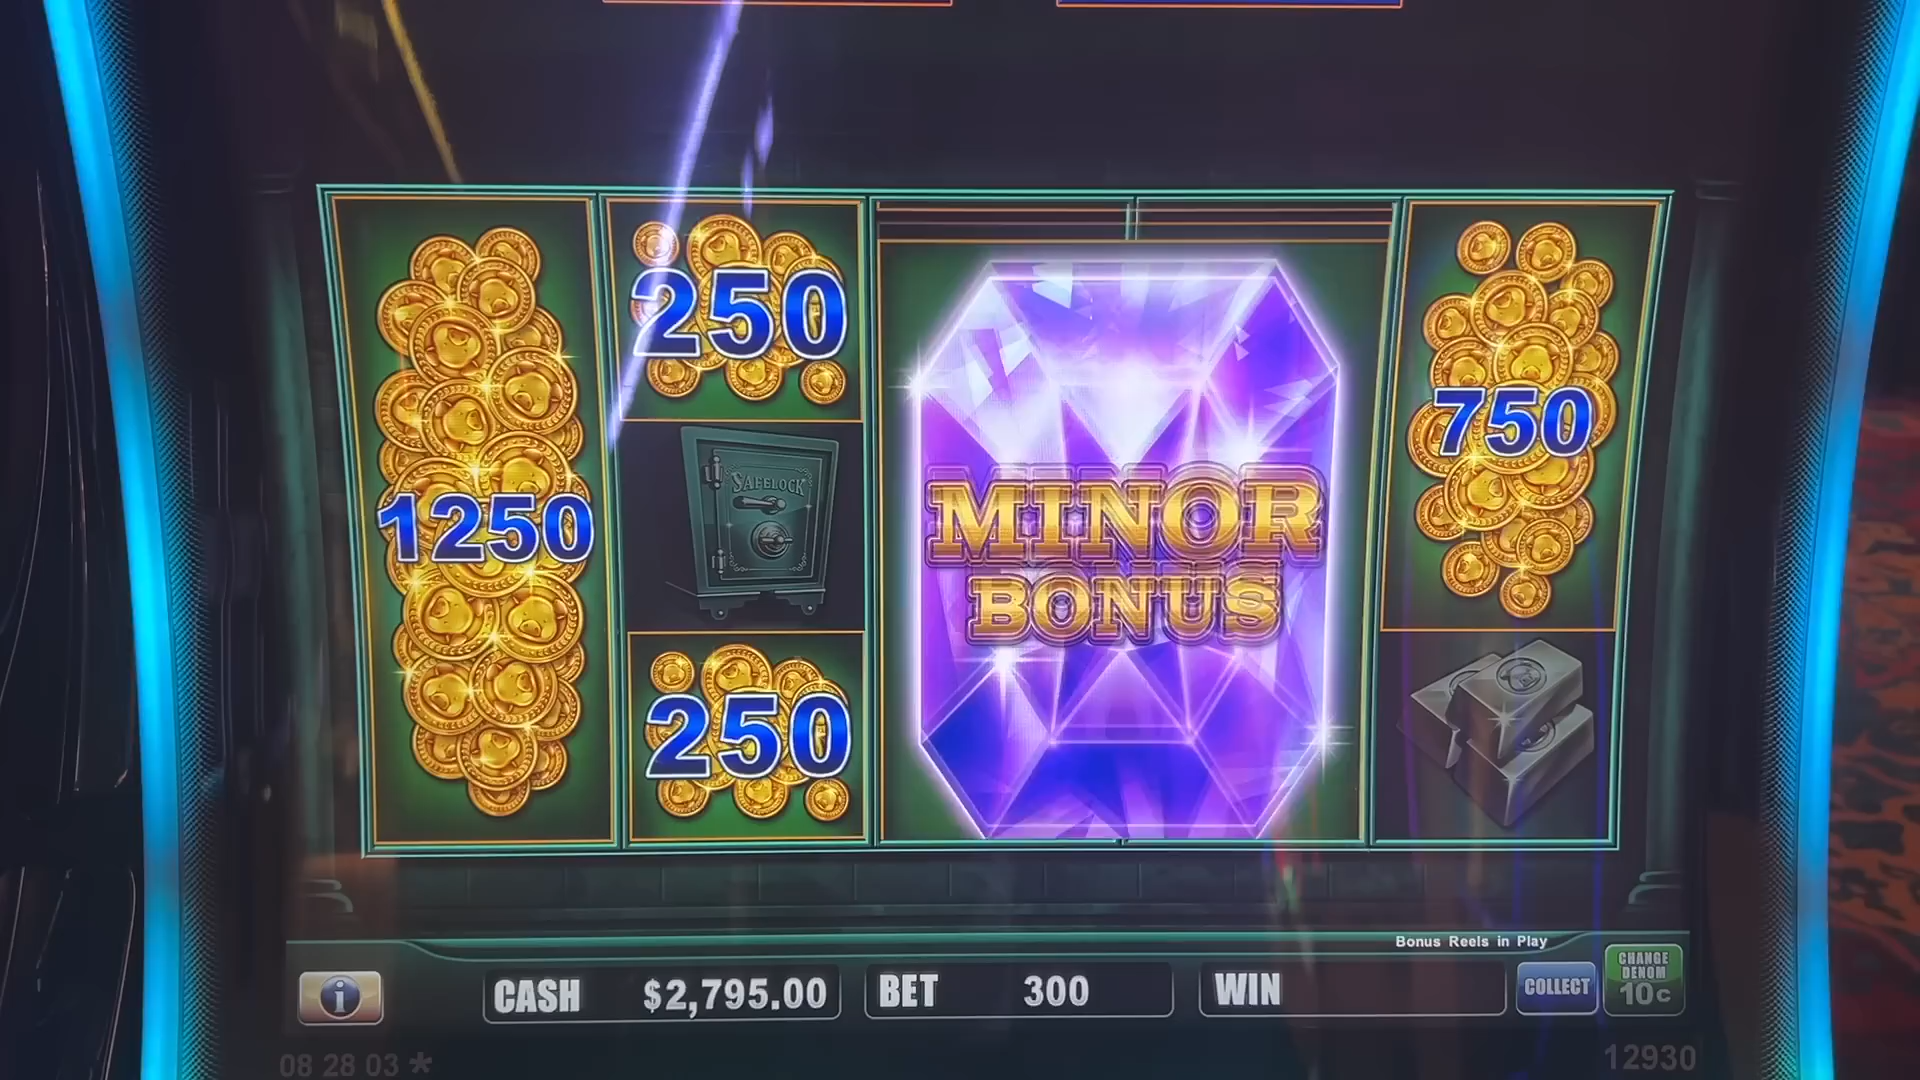 250
SAFELOCK
1250
MINOR
BONUS
750
250
Bonus Reels in Play
CASH $2,795.00
BET 300
WIN
COLLECT
CHANGE
DENOM
10¢
08 28 03 *
12930